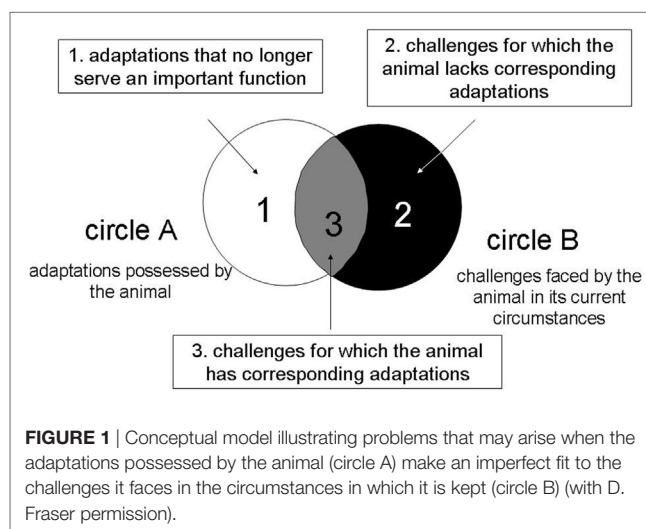 1. adaptations that no longer
serve an important function
2. challenges for which the
animal lacks corresponding
adaptations
1
3
2
circle A
adaptations possessed by
the animal
circle B
challenges faced by the
animal in its current
circumstances
3. challenges for which the animal
has corresponding adaptations
FIGURE 1 | Conceptual model illustrating problems that may arise when the
adaptations possessed by the animal (circle A) make an imperfect fit to the
challenges it faces in the circumstances in which it is kept (circle B) (with D.
Fraser permission).